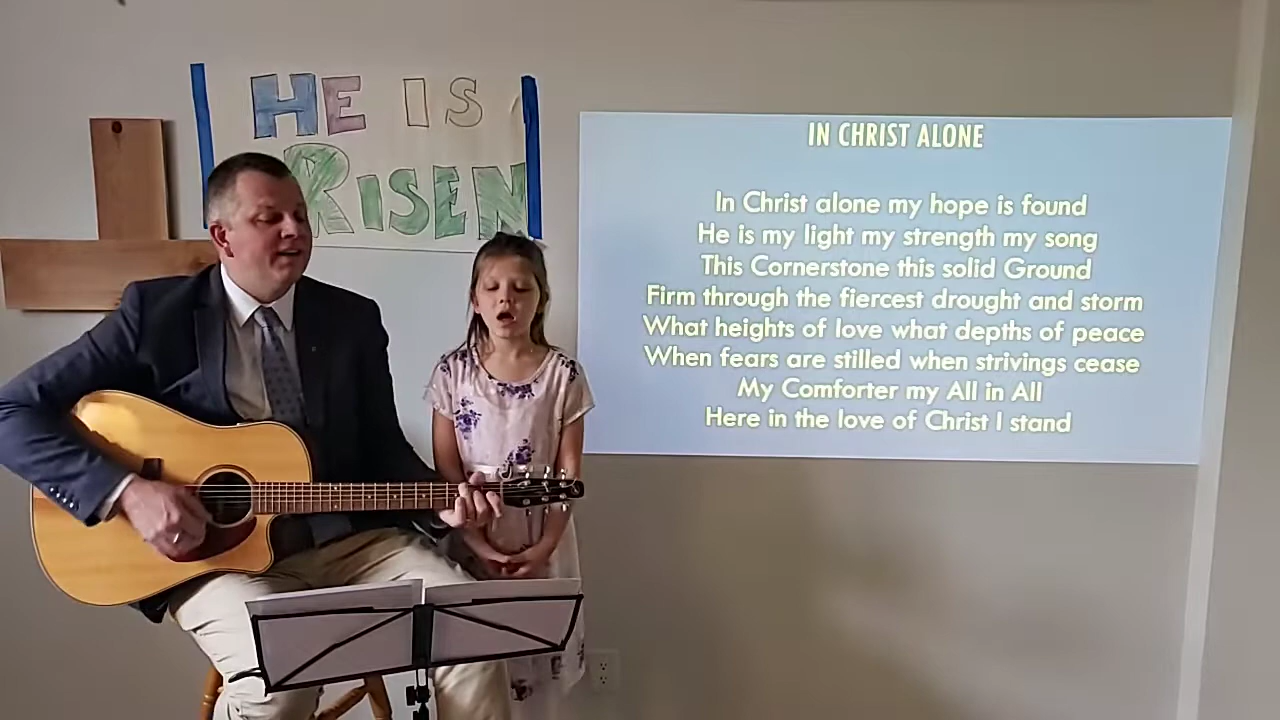 HE IS
RISEN
IN CHRIST ALONE
In Christ alone my hope is found
He is my light my strength my song
This Cornerstone this solid Ground
Firm through the fiercest drought and storm
What heights of love what depths of peace
When fears are stilled when strivings cease
My Comforter my All in All
Here in the love of Christ I stand